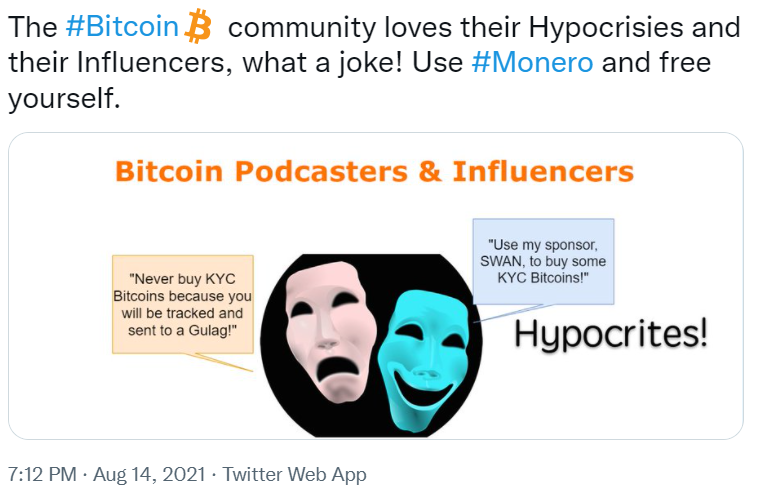 The #Bitcoin community loves their Hypocrisies and
their Influencers, what a joke! Use #Monero and free
yourself.
Bitcoin Podcasters & Influencers
"Never buy KYC
Bitcoins because you
will be tracked and
sent to a Gulag!"
"Use my sponsor,
SWAN, to buy some
KYC Bitcoins!"
Hypocrites!
7:12 PM · Aug 14, 2021 · Twitter Web App